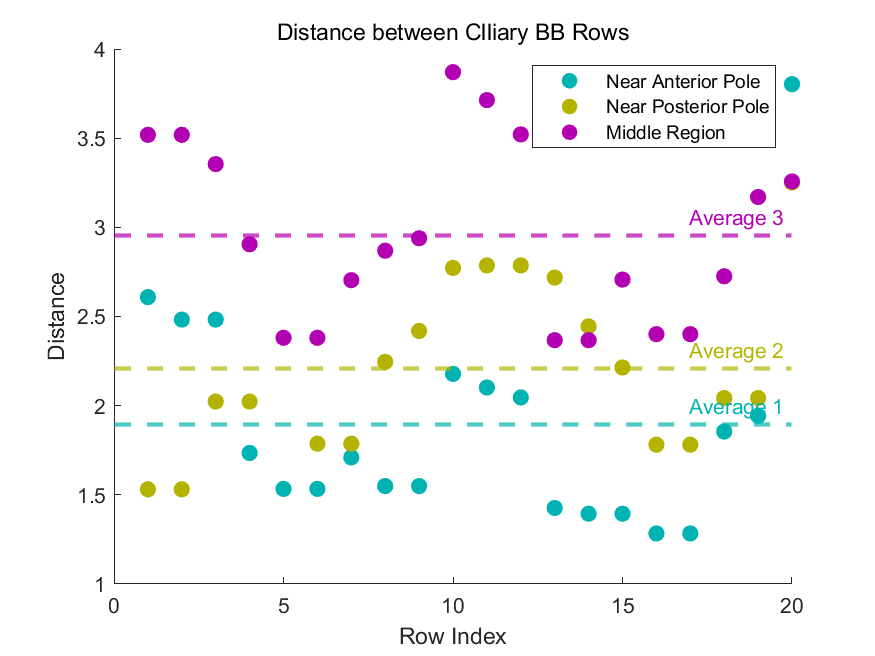 Distance between CIliary BB Rows
4
3.5
3
2.5
2
1.5
1
Distance
Near Anterior Pole
Near Posterior Pole
Middle Region
Average 3
Average 2
Average 1
0
5
10
15
20
Row Index